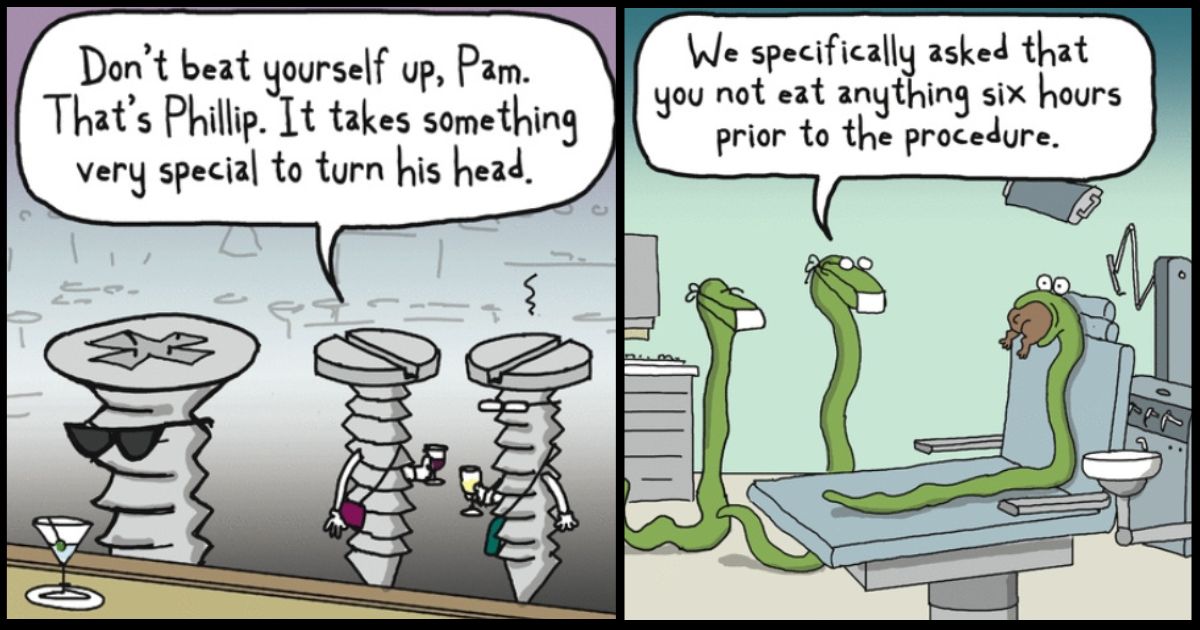 Don't beat yourself up, Pam.
That's Phillip. It takes something
very special to turn his head.
We specifically asked that
you not eat anything six hours
prior to the procedure.